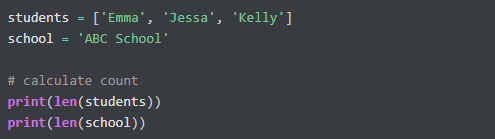 students = ['Emma', 'Jessa', 'Kelly']
school = 'ABC School'
# calculate count
print(len(students))
print(len(school))